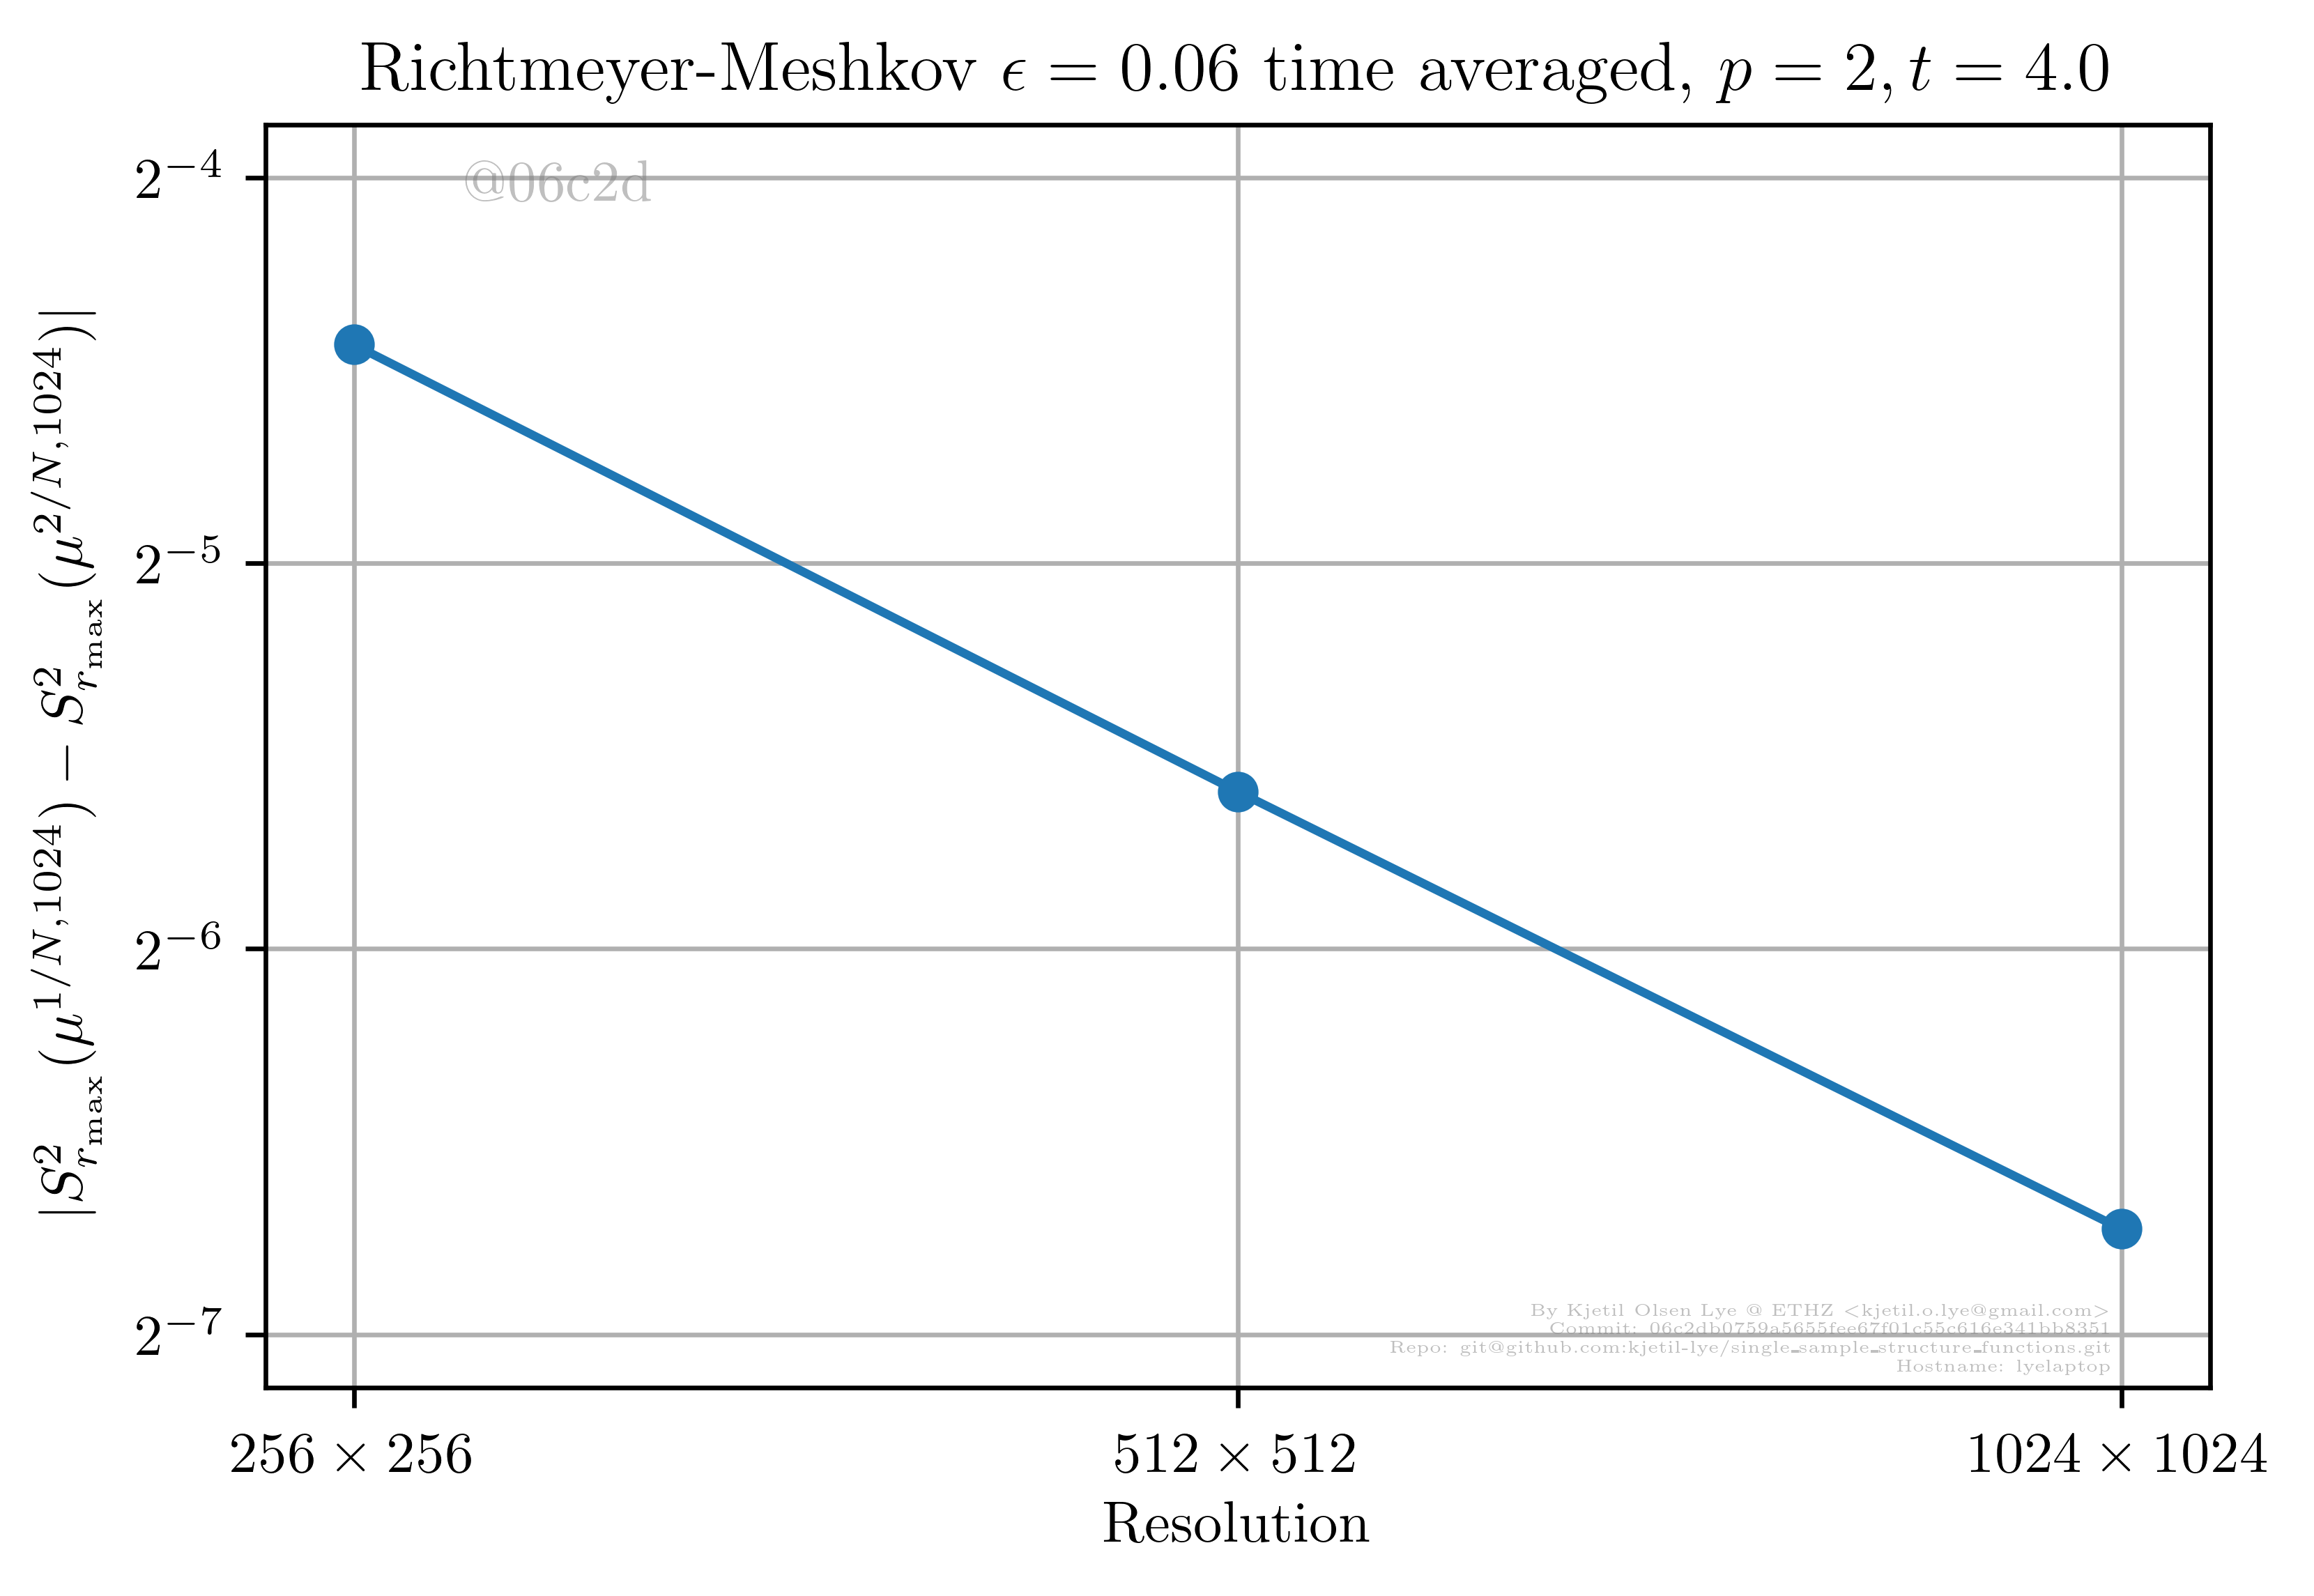 Richtmeyer-Meshkov ϵ = 0.06 time averaged, p = 2, t = 4.0
@06c2d
|S²_{r_max}(μ^{1/N,1024}) − S²_{r_max}(μ^{2/N,1024})|
2⁻⁴
2⁻⁵
2⁻⁶
2⁻⁷
By Kjetil Olsen Lye @ ETHZ <kjetil.o.lye@gmail.com>
Commit: 06c2db0759a5655fee67f01c55c616e341bb8351
Repo: git@github.com:kjetil-lye/single_sample_structure_functions.git
Hostname: lyelaptop
256 × 256
512 × 512
1024 × 1024
Resolution